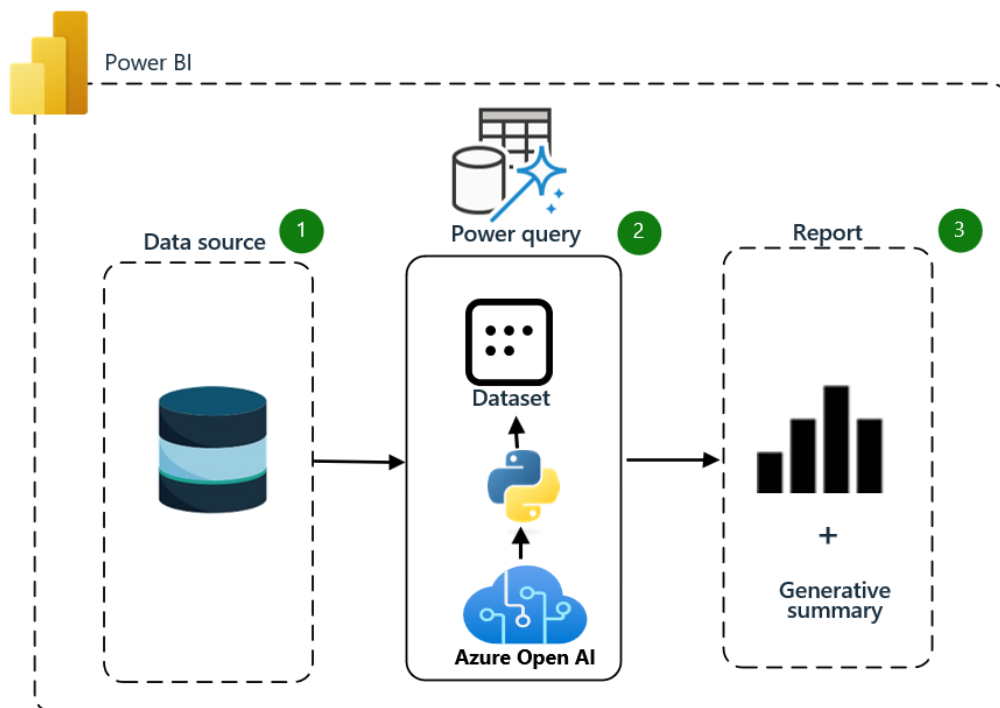 Power BI
Data source
1
Power query
2
Report
3
Dataset
Azure Open AI
+
Generative
summary